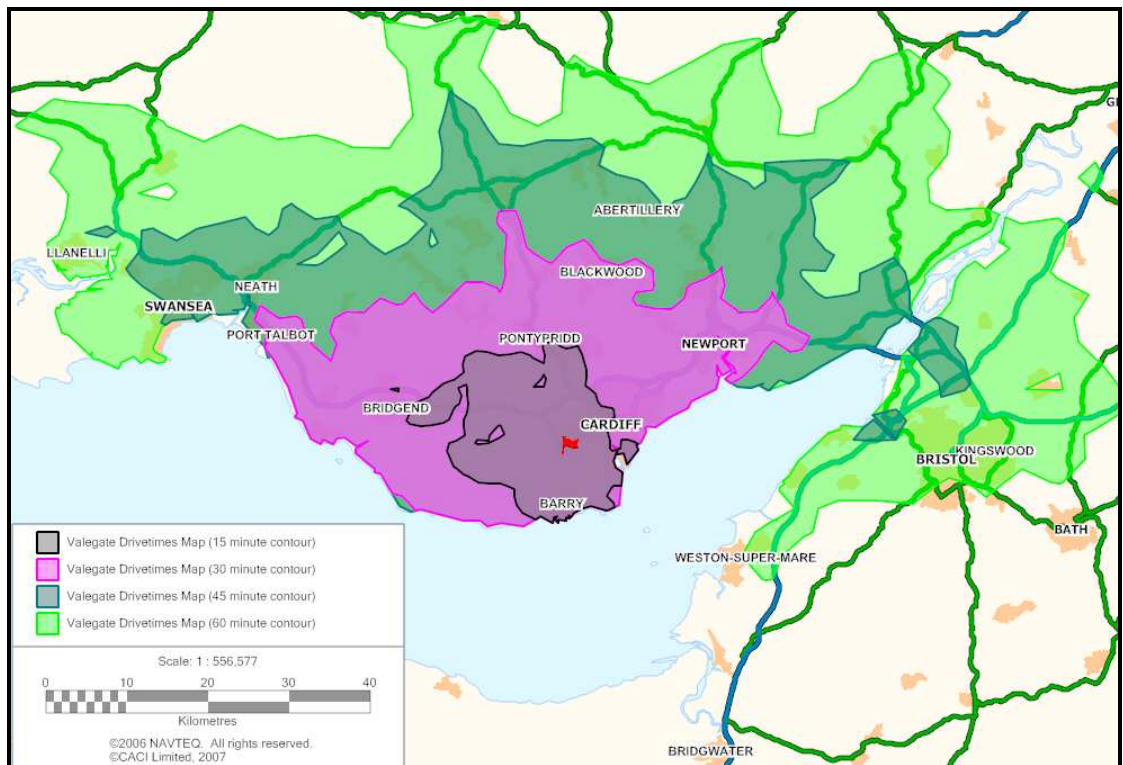 G
ABERTILLERY
LLANELLI
BLACKWOOD
NEATH
SWANSEA
PORT TALBOT
PONTYPRIDD
NEWPORT
BRIDGEND
CARDIFF
BRISTOL
KINGSWOOD
BARRY
BATH
WESTON-SUPER-MARE
BRIDGWATER
Valegate Drivetimes Map (15 minute contour)
Valegate Drivetimes Map (30 minute contour)
Valegate Drivetimes Map (45 minute contour)
Valegate Drivetimes Map (60 minute contour)
Scale: 1 : 556,577
0 10 20 30 40
Kilometres
©2006 NAVTEQ. All rights reserved.
©CACI Limited, 2007